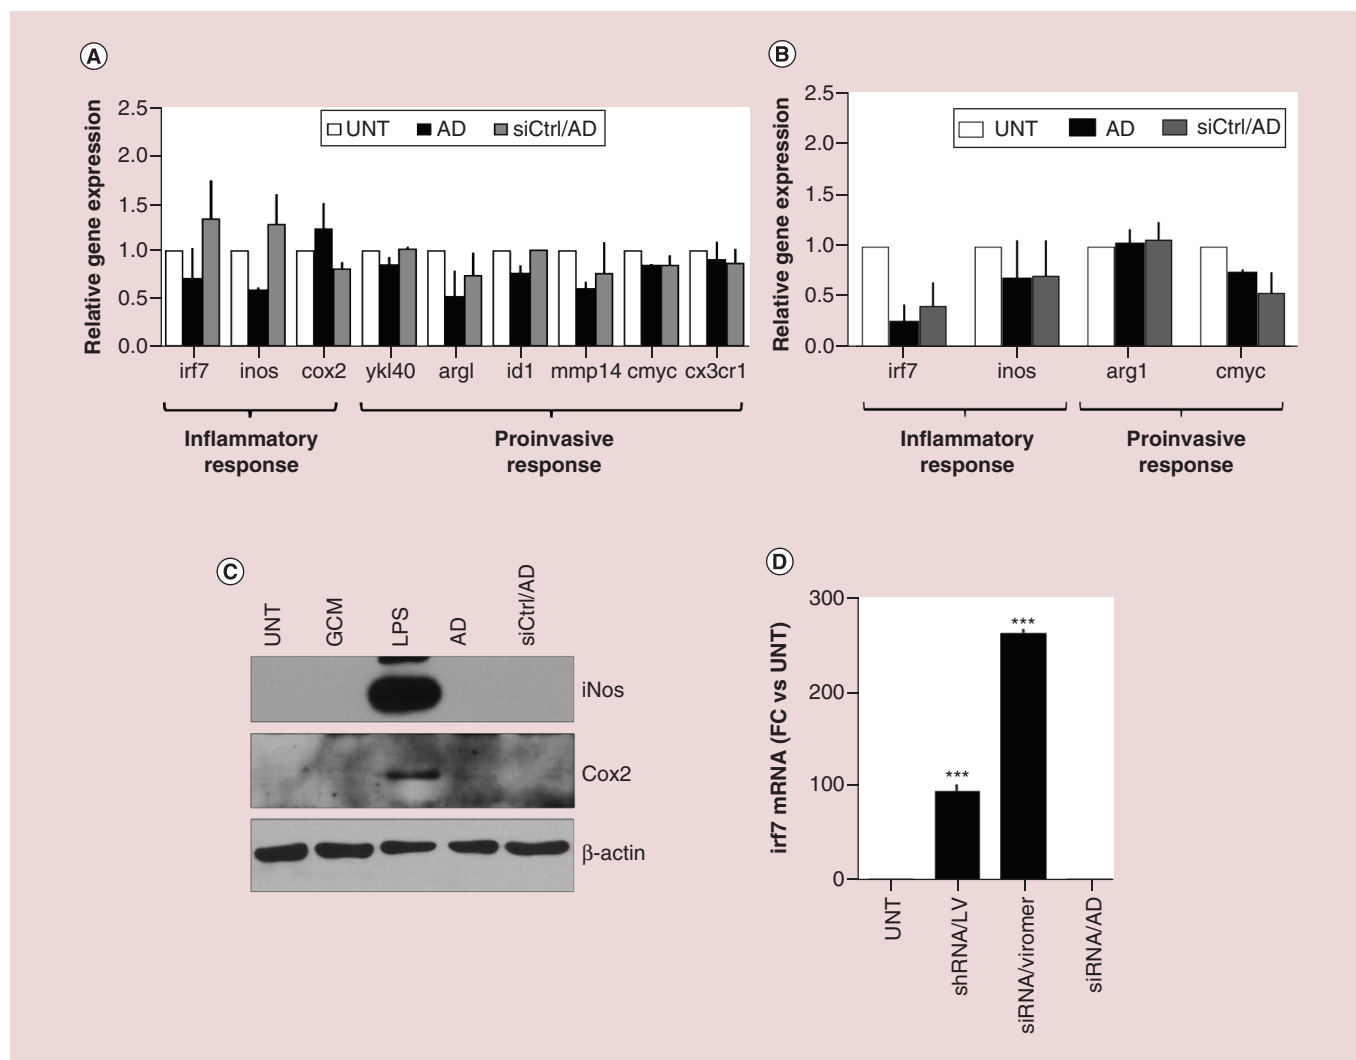 A
2.5
2.0
1.5
1.0
0.5
0.0
Relative gene expression
UNT AD siCtrl/AD
irf7 inos cox2 ykl40 argl id1 mmp14 cmyc cx3cr1
Inflammatory
response
Proinvasive
response
B
2.5
2.0
1.5
1.0
0.5
0.0
Relative gene expression
UNT AD siCtrl/AD
irf7 inos arg1 cmyc
Inflammatory
response
Proinvasive
response
C
UNT GCM LPS AD siCtrl/AD
iNos
Cox2
β-actin
D
300
200
100
0
irf7 mRNA (FC vs UNT)
***
***
UNT shRNA/LV siRNA/viromer siRNA/AD